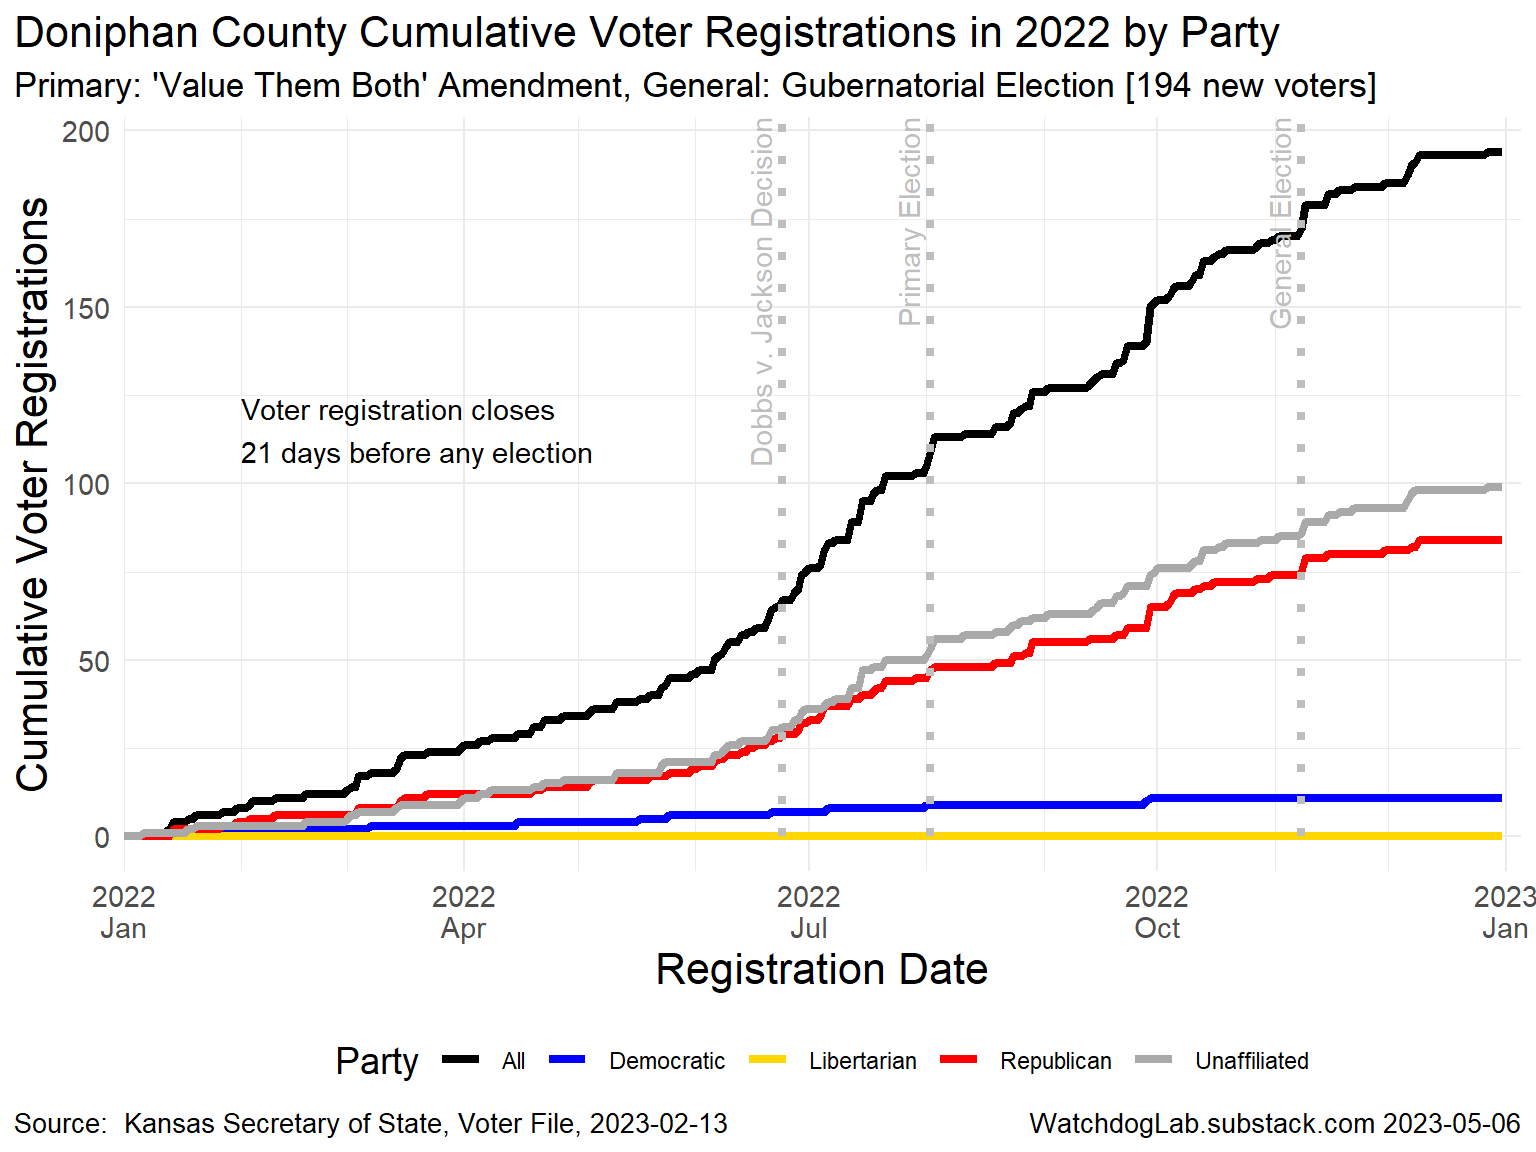 Doniphan County Cumulative Voter Registrations in 2022 by Party
Primary: 'Value Them Both' Amendment, General: Gubernatorial Election [194 new voters]
Cumulative Voter Registrations
200
150
100
50
0
Dobbs v. Jackson Decision
Primary Election
General Election
Voter registration closes
21 days before any election
2022
Jan
2022
Apr
2022
Jul
2022
Oct
2023
Jan
Registration Date
Party
All
Democratic
Libertarian
Republican
Unaffiliated
Source:  Kansas Secretary of State, Voter File, 2023-02-13
WatchdogLab.substack.com 2023-05-06